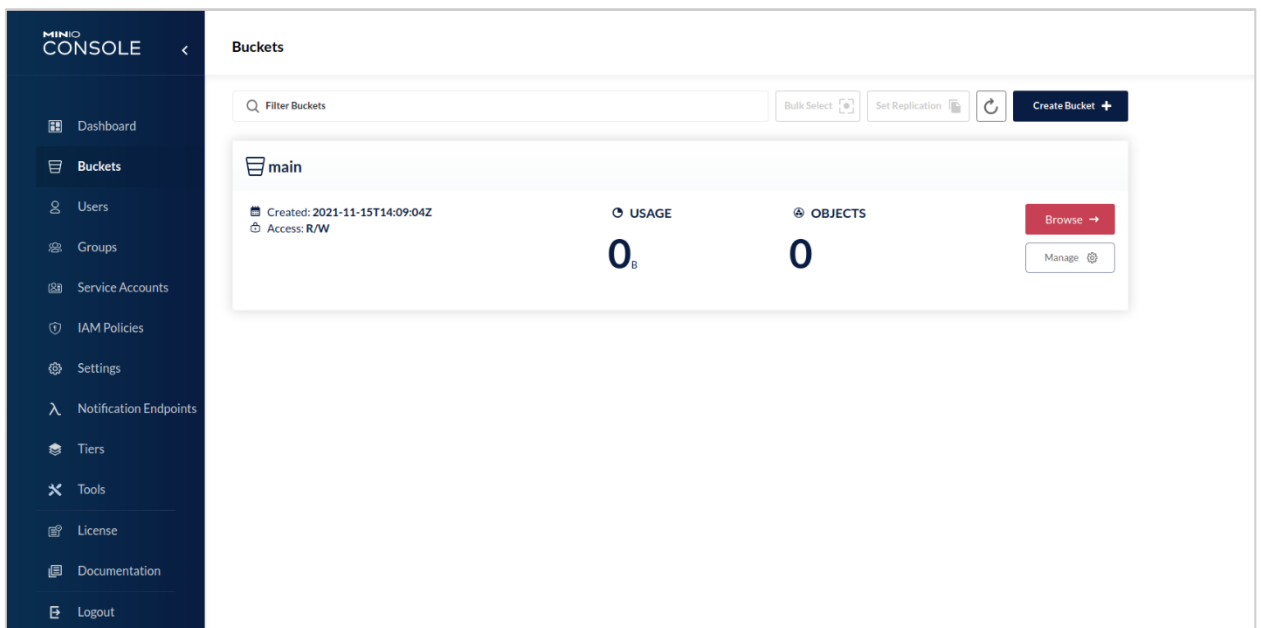 MINIO
CONSOLE
Dashboard
Buckets
Users
Groups
Service Accounts
IAM Policies
Settings
Notification Endpoints
Tiers
Tools
License
Documentation
Logout
Buckets
Filter Buckets
Bulk Select
Set Replication
Create Bucket
main
Created: 2021-11-15T14:09:04Z
Access: R/W
USAGE
0B
OBJECTS
0
Browse
Manage